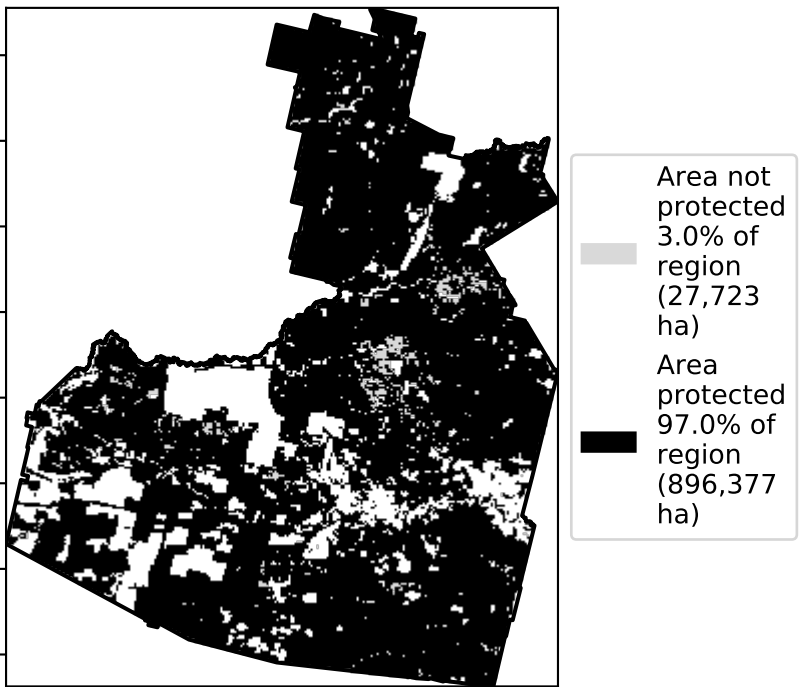 Area not
protected
3.0% of
region
(27,723
ha)
Area
protected
97.0% of
region
(896,377
ha)